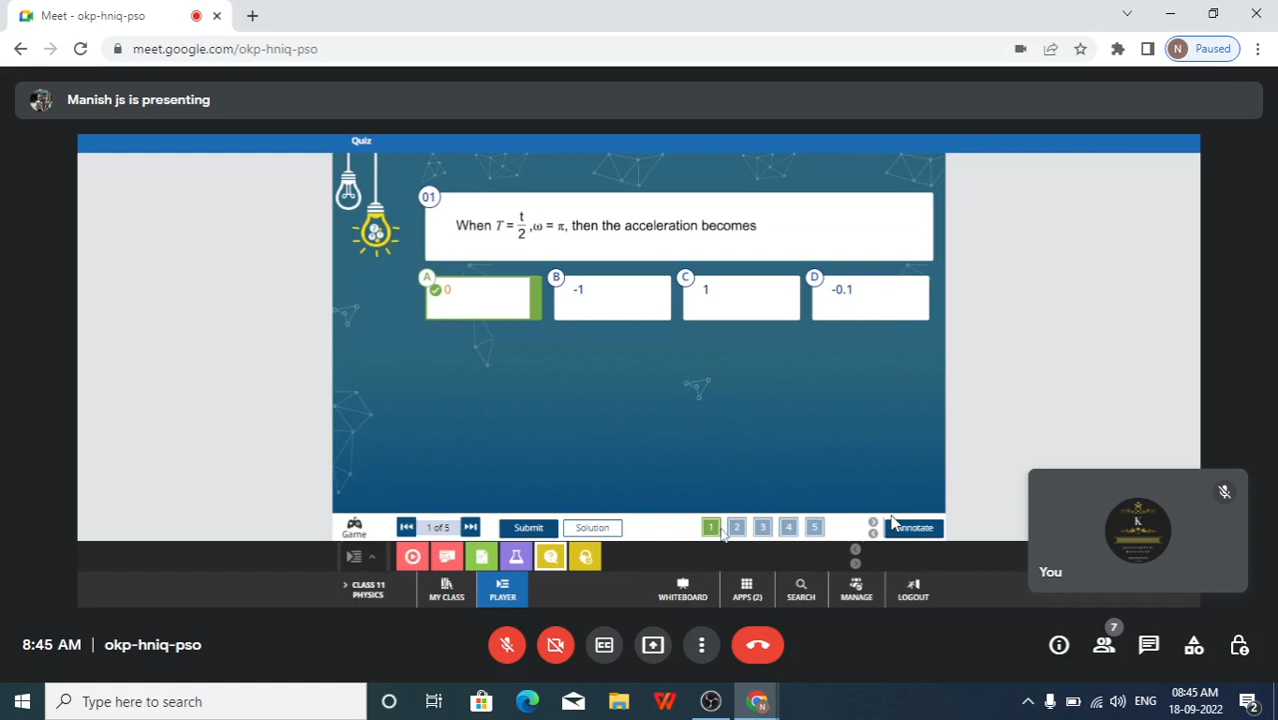 Meet - okp-hniq-pso
meet.google.com/okp-hniq-pso
N
Paused
Manish js is presenting
Quiz
01
When T = t/2 ,ω = π, then the acceleration becomes
A
0
B
-1
C
1
D
-0.1
Game
1 of 5
Submit
Solution
1
2
3
4
5
Annotate
CLASS 11
PHYSICS
MY CLASS
PLAYER
WHITEBOARD
APPS (2)
SEARCH
MANAGE
LOGOUT
K
You
8:45 AM
okp-hniq-pso
CC
7
Type here to search
N
ENG
08:45 AM
18-09-2022
2